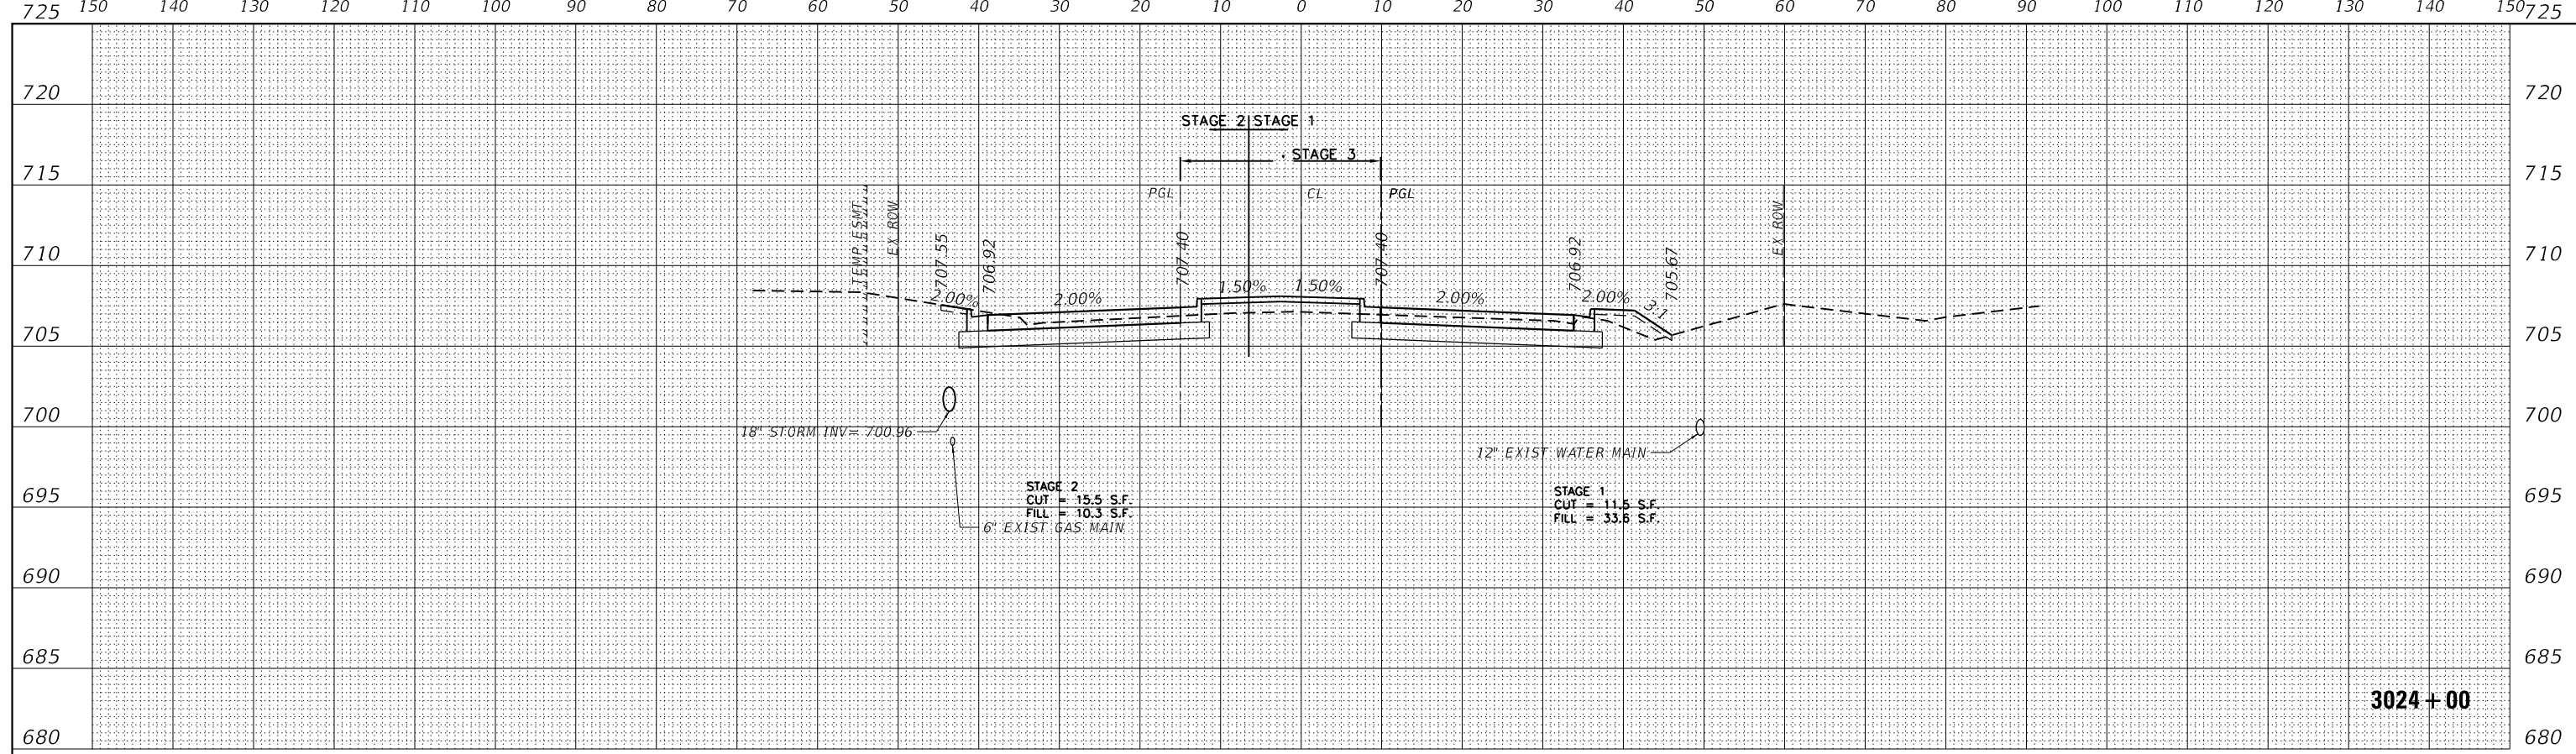 150 140 130 120 110 100 90 80 70 60 50 40 30 20 10 0 10 20 30 40 50 60 70 80 90 100 110 120 130 140 150
725 725
720 720
STAGE 2 STAGE 1
STAGE 3
715 715
PGL CL PGL
TEMP ESMT
EX ROW
707.55
706.92
707.40
707.40
706.92
705.67
EX ROW
710 710
2.00% 2.00% 1.50% 1.50% 2.00% 2.00% 3:1
705 705
700 700
18" STORM INV= 700.96
12" EXIST WATER MAIN
695 695
STAGE 2
CUT = 15.5 S.F.
FILL = 10.3 S.F.
6" EXIST GAS MAIN
STAGE 1
CUT = 11.5 S.F.
FILL = 33.6 S.F.
690 690
685 685
3024+00
680 680